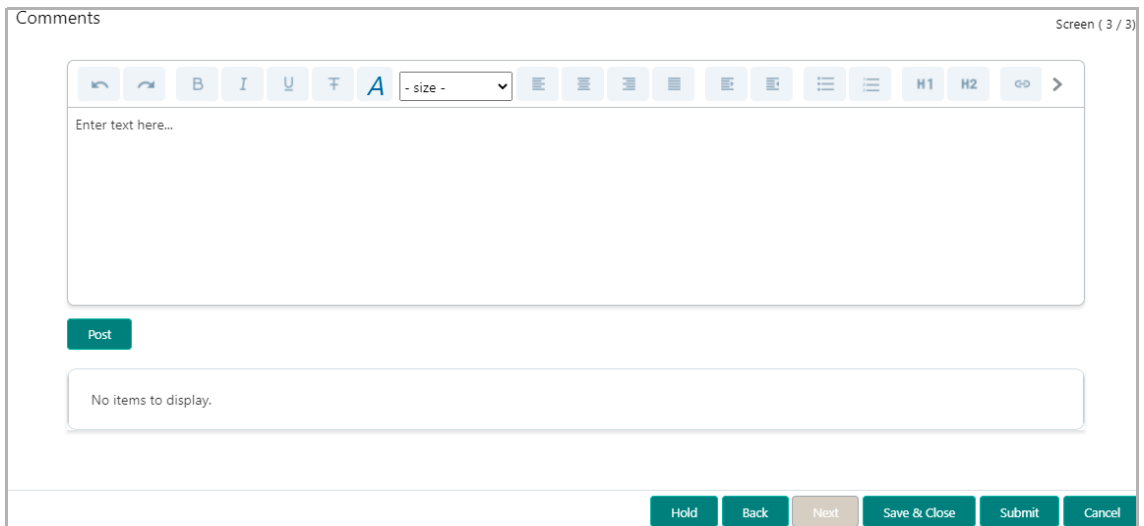 Comments
Screen ( 3 / 3)
B I U T A - size - H1 H2
Enter text here...
Post
No items to display.
Hold Back Next Save & Close Submit Cancel